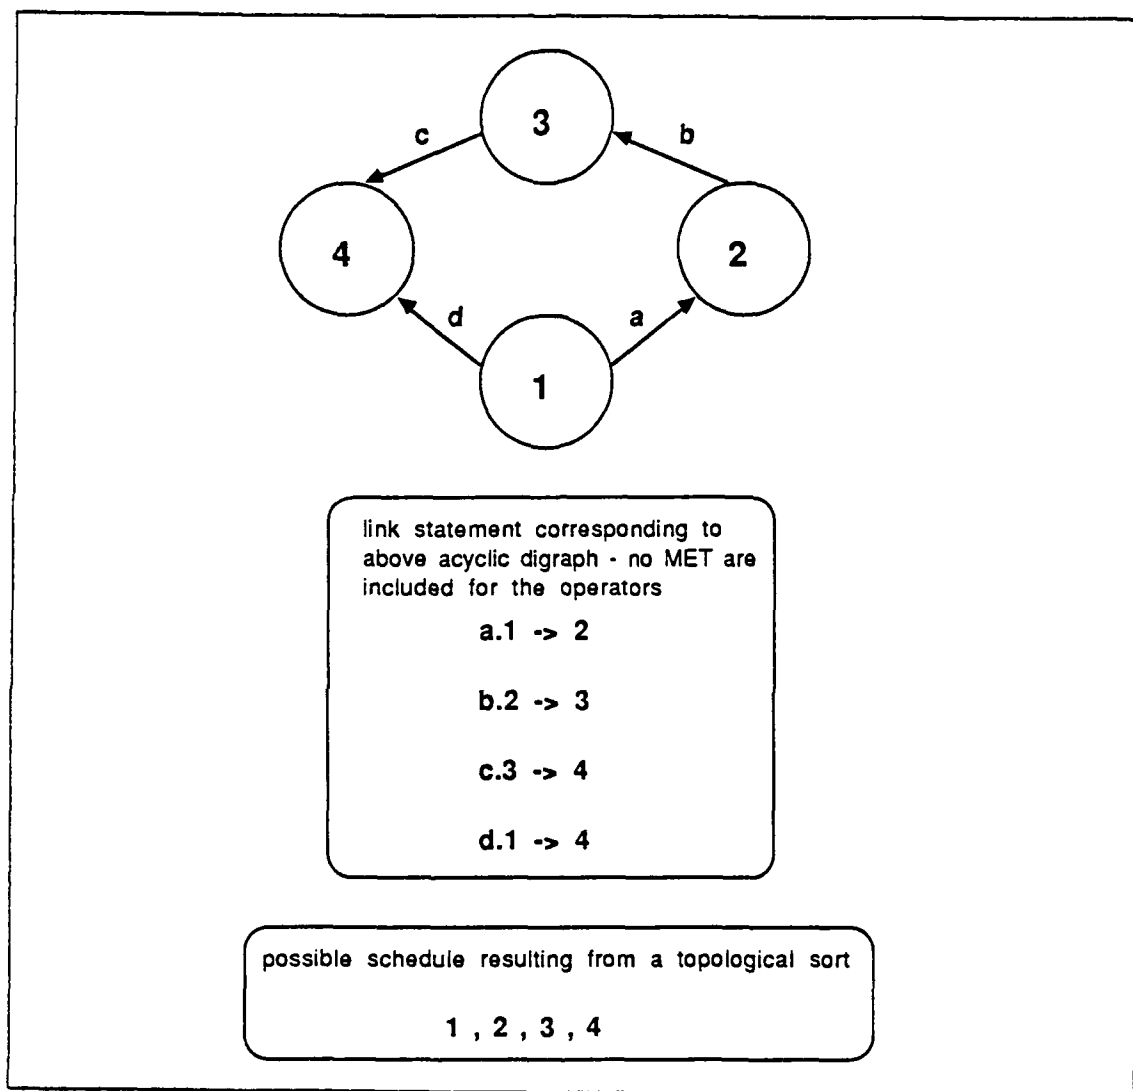 3
c
b
4
2
d
a
1
link statement corresponding to
above acyclic digraph - no MET are
included for the operators
a.1 -> 2
b.2 -> 3
c.3 -> 4
d.1 -> 4
possible schedule resulting from a topological sort
1 , 2 , 3 , 4